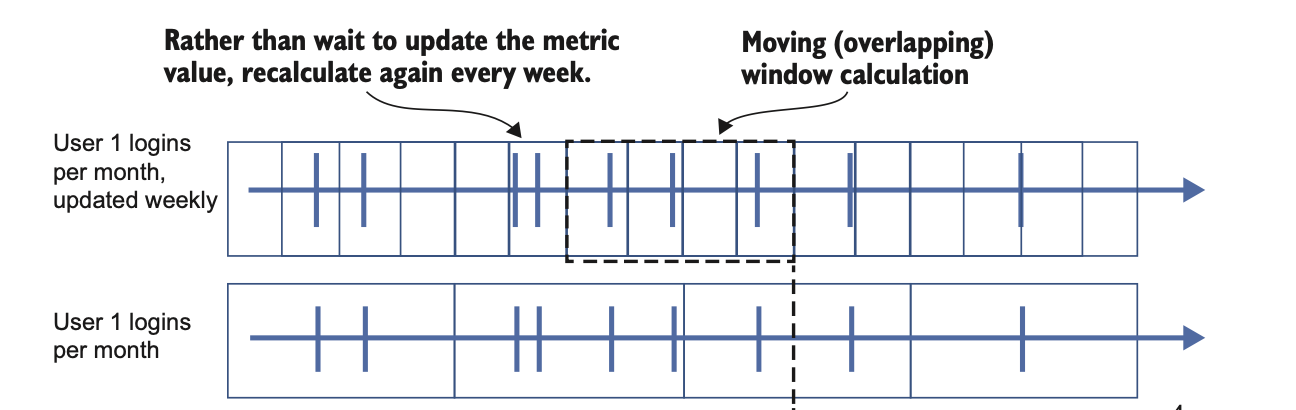 Rather than wait to update the metric
value, recalculate again every week.
Moving (overlapping)
window calculation
User 1 logins
per month,
updated weekly
User 1 logins
per month